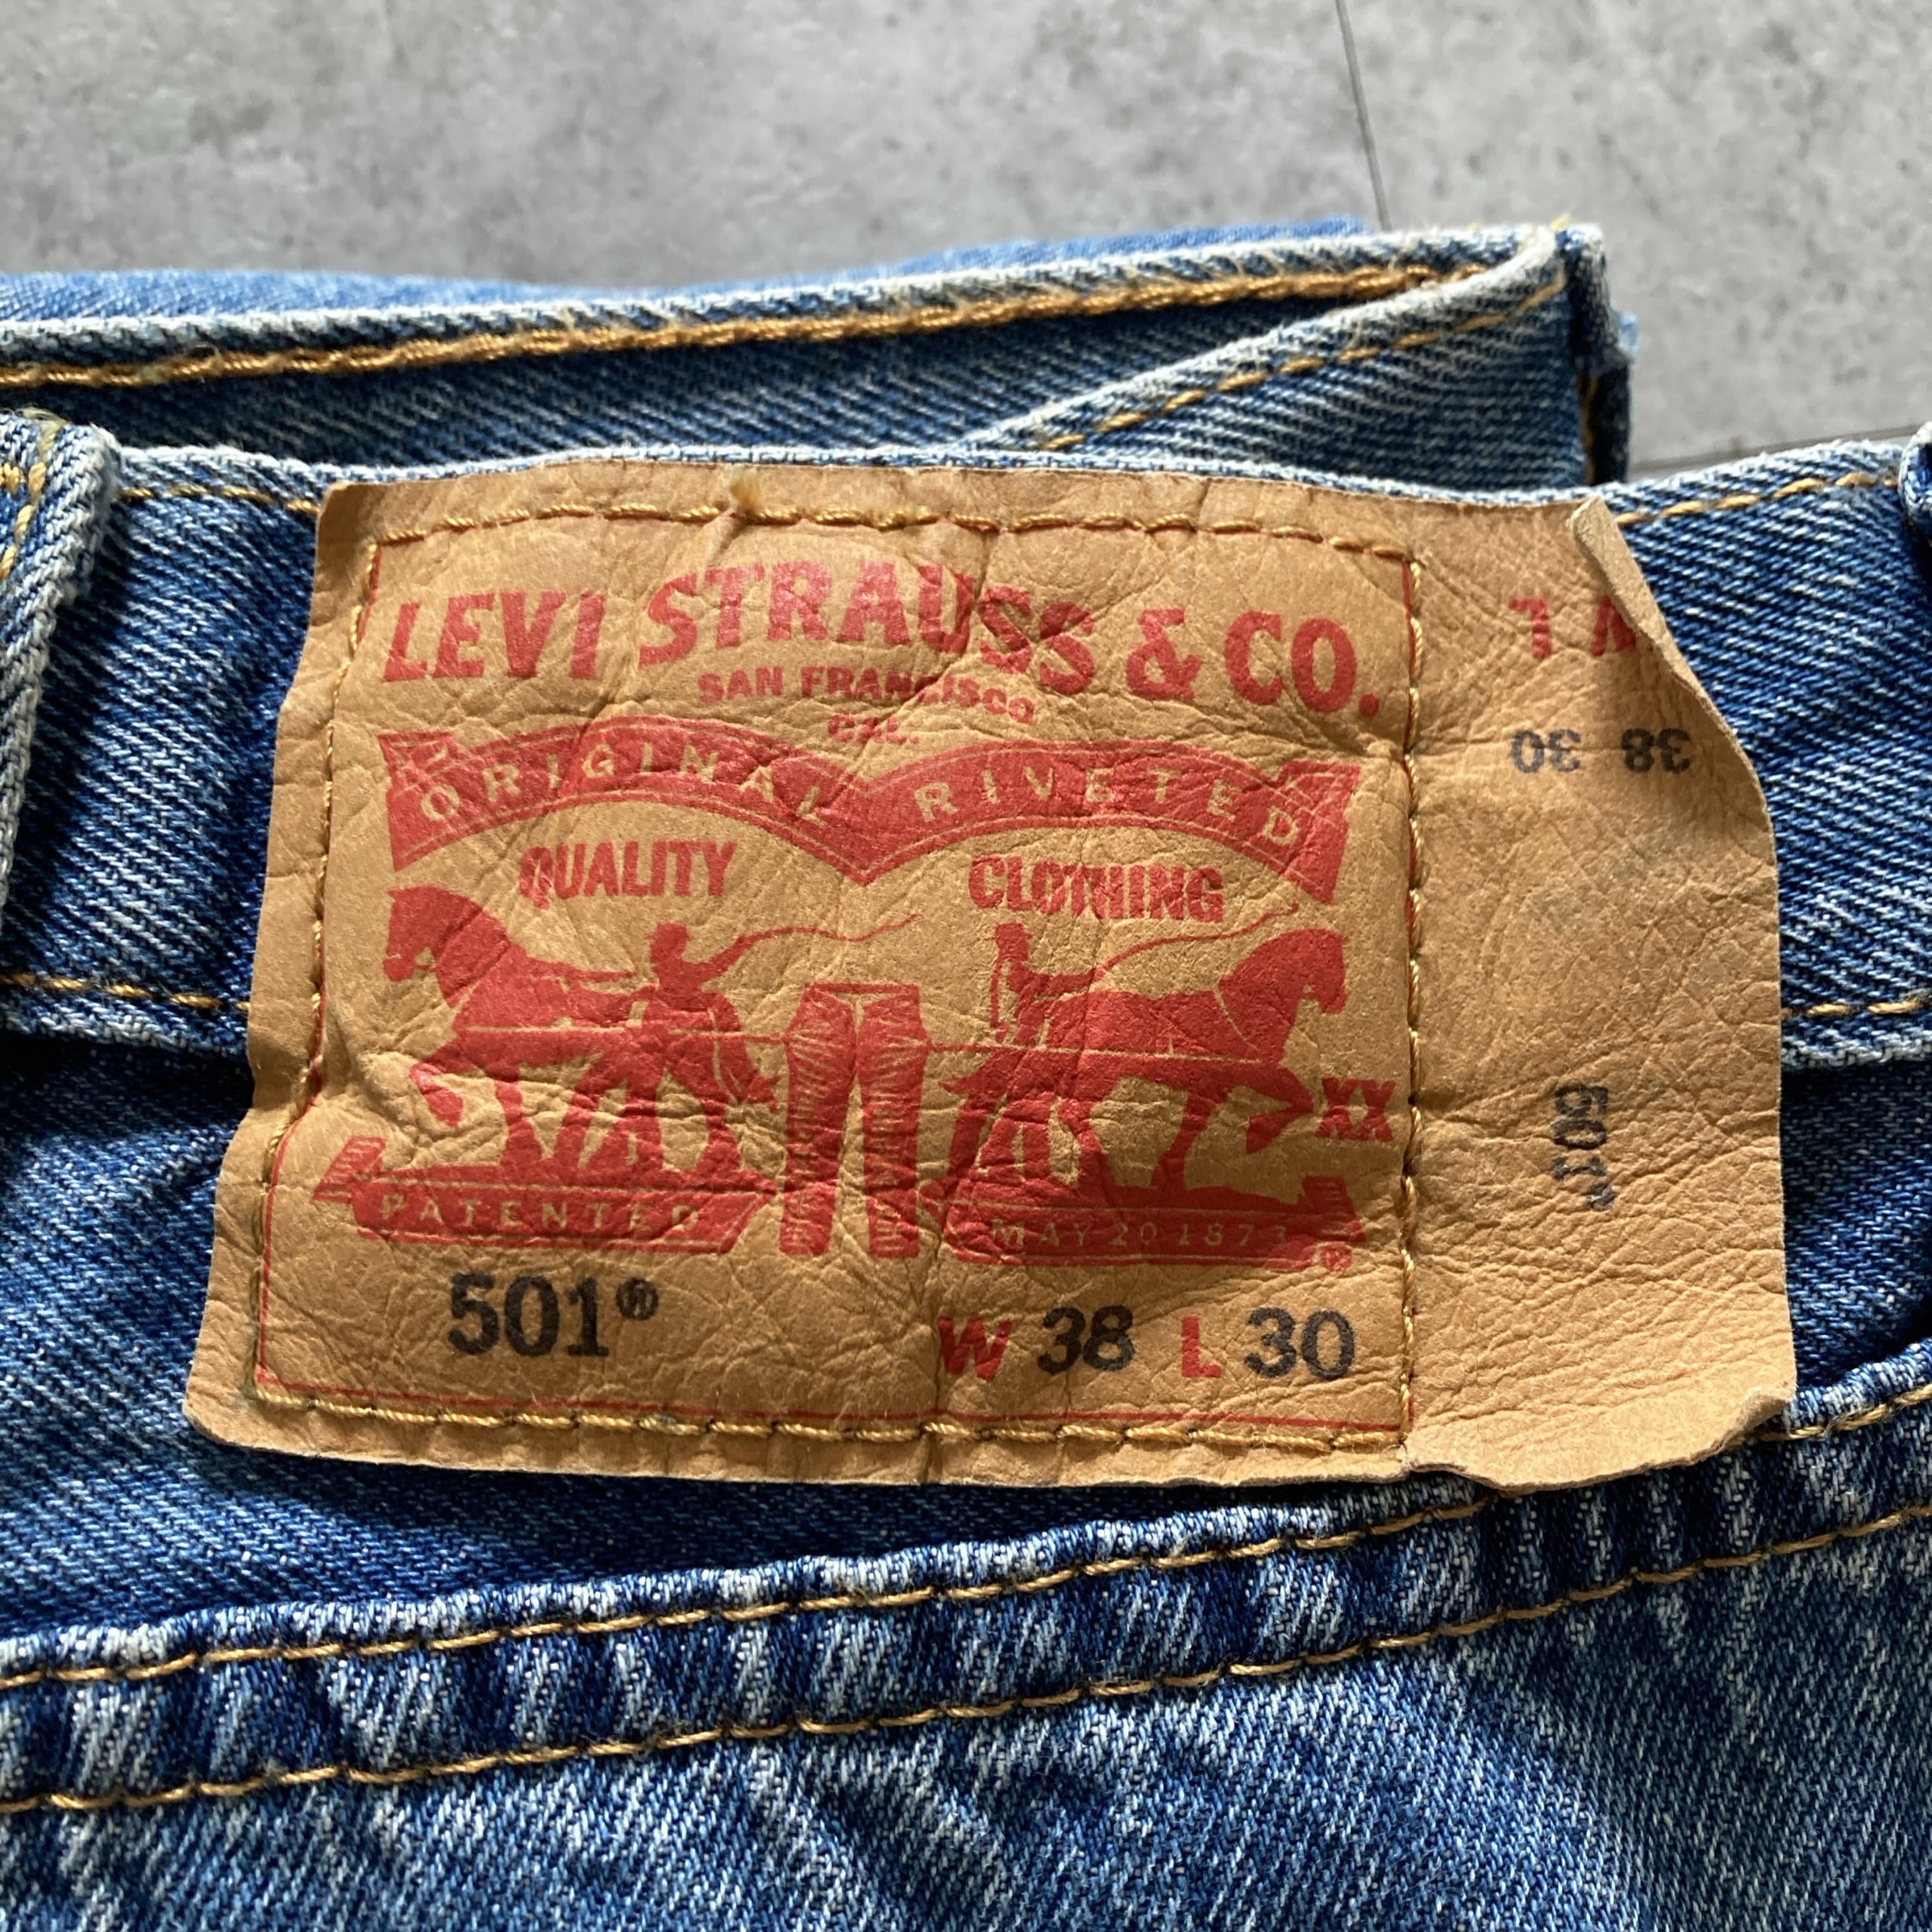 LEVI STRAUSS & CO.
SAN FRANCISCO
CAL.
ORIGINAL RIVETED
QUALITY CLOTHING
XX
PATENTED MAY 20 1873 ®
501® W 38 L 30
W L
38 30
501®